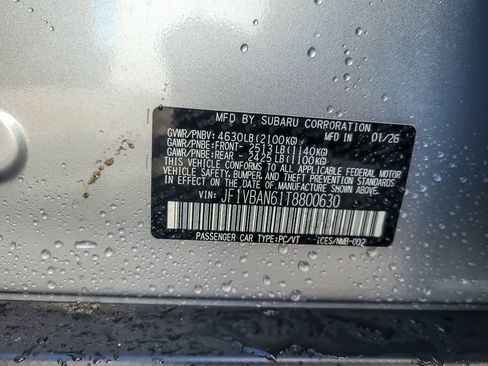 MFD BY SUBARU CORPORATION
GVWR/PNBV: 4630LB(2100KG) MFD IN 01/26
GAWR/PNBE:FRONT- 2513LB(1140KG)
GAWR/PNBE:REAR - 2425LB(1100KG)
THIS VEHICLE CONFORMS TO ALL APPLICABLE FEDERAL MOTOR
VEHICLE SAFETY, BUMPER, AND THEFT PREVENTION STANDARDS
IN EFFECT ON THE DATE OF MANUFACTURE SHOWN ABOVE.
VIN: JF1VBAN61T8800630
PASSENGER CAR TYPE:PC/VT ICES/NMB-002